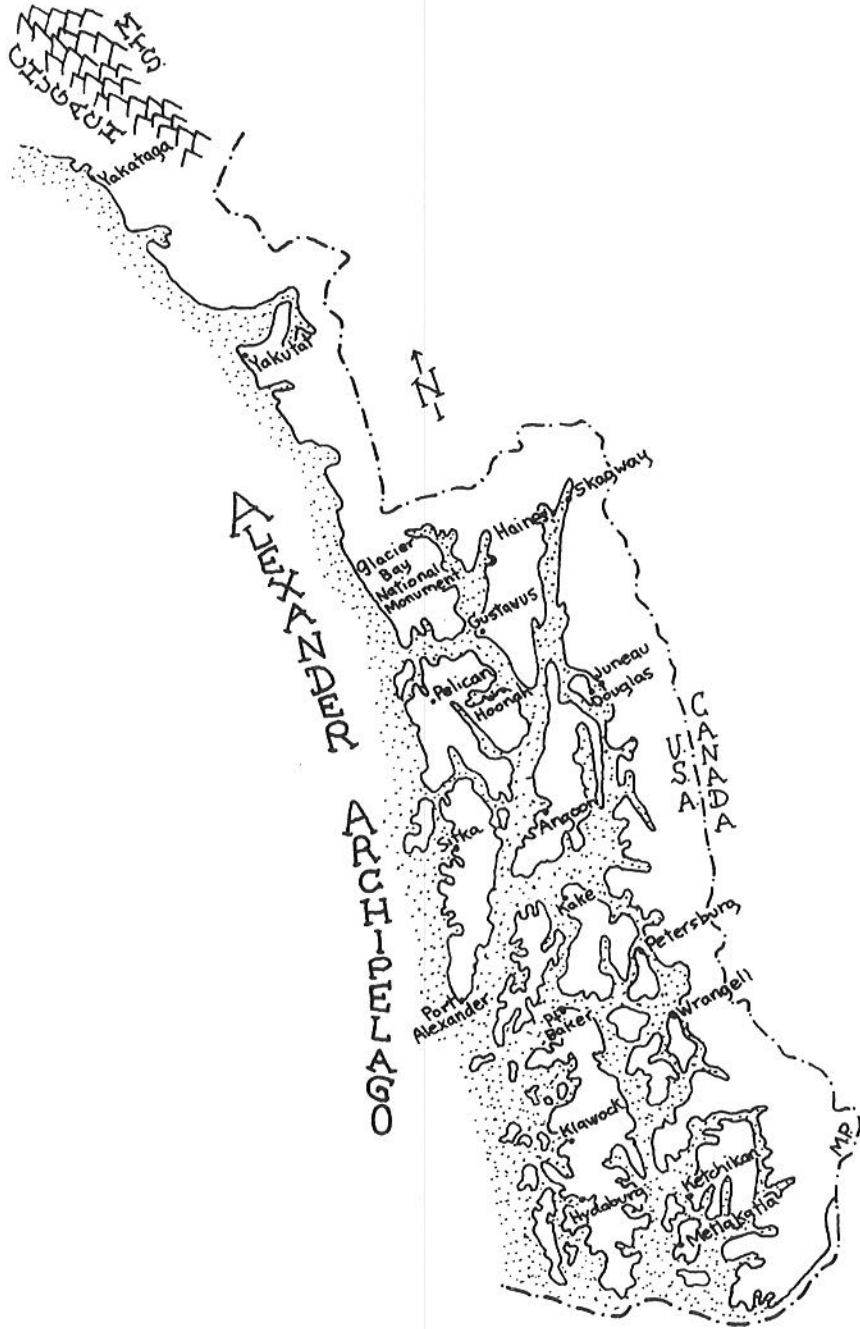 CHUGACH
MTS.
Yakataga
Yakutat
N
ALEXANDER
ARCHIPELAGO
Skagway
Haines
Glacier
Bay
National
Monument
Gustavus
Juneau
Douglas
Pelican
Hoonah
U.S.A.
CANADA
Sitka
Angoon
Kake
Petersburg
Port
Alexander
Pt.
Baker
Wrangell
Klawock
M.P.
Ketchikan
Hydaburg
Metlakatla